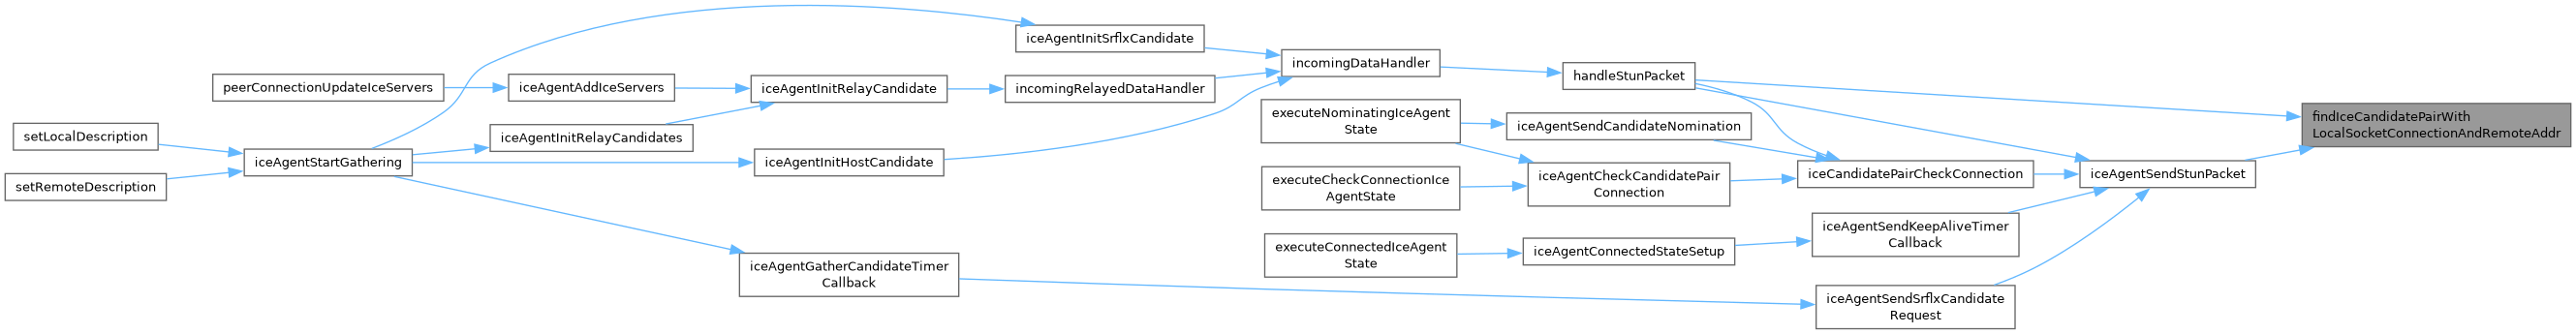 iceAgentInitSrflxCandidate
incomingDataHandler
handleStunPacket
peerConnectionUpdateIceServers
iceAgentAddIceServers
iceAgentInitRelayCandidate
incomingRelayedDataHandler
executeNominatingIceAgent
State
iceAgentSendCandidateNomination
findIceCandidatePairWith
LocalSocketConnectionAndRemoteAddr
setLocalDescription
iceAgentInitRelayCandidates
iceAgentStartGathering
iceAgentInitHostCandidate
setRemoteDescription
executeCheckConnectionIce
AgentState
iceAgentCheckCandidatePair
Connection
iceCandidatePairCheckConnection
iceAgentSendStunPacket
iceAgentSendKeepAliveTimer
Callback
executeConnectedIceAgent
State
iceAgentConnectedStateSetup
iceAgentGatherCandidateTimer
Callback
iceAgentSendSrflxCandidate
Request